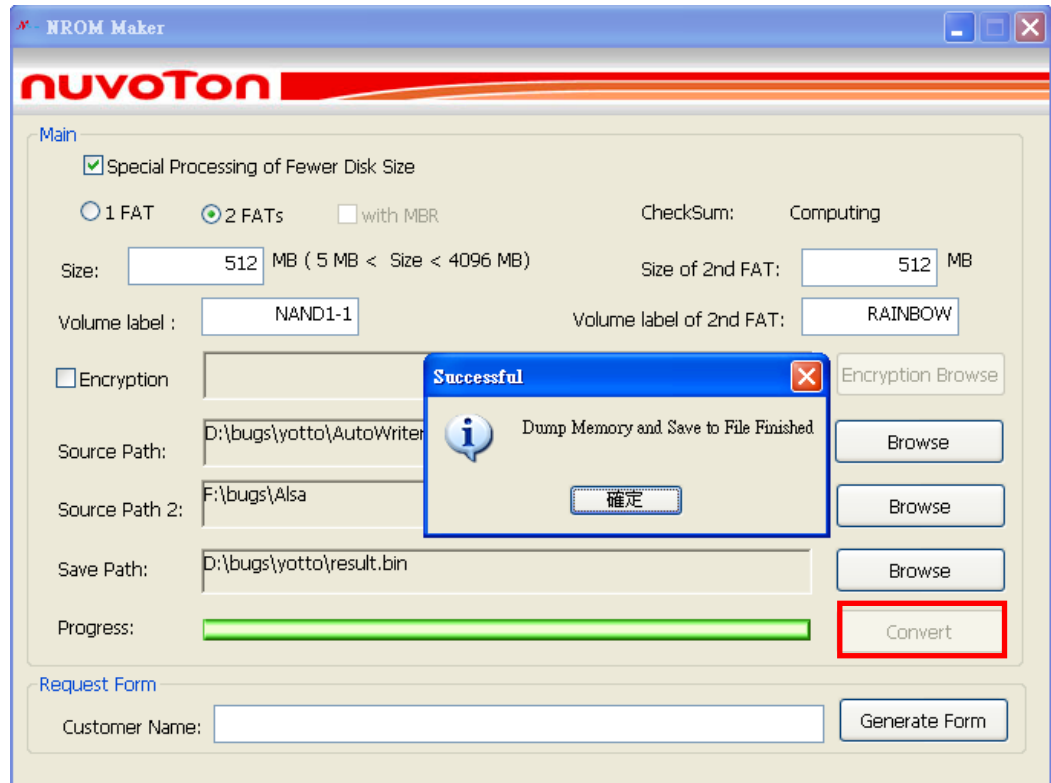 NROM Maker
nuvoTon
Main
Special Processing of Fewer Disk Size
1 FAT 2 FATs with MBR CheckSum: Computing
Size: 512 MB ( 5 MB < Size < 4096 MB) Size of 2nd FAT: 512 MB
Volume label : NAND1-1 Volume label of 2nd FAT: RAINBOW
Encryption Encryption Browse
Successful
Dump Memory and Save to File Finished
確定
Source Path: D:\bugs\yotto\AutoWriter Browse
Source Path 2: F:\bugs\Alsa Browse
Save Path: D:\bugs\yotto\result.bin Browse
Progress: Convert
Request Form
Customer Name: Generate Form